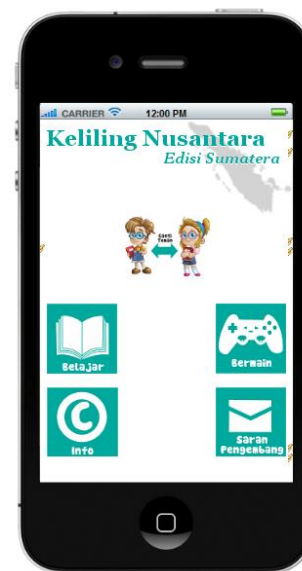 CARRIER 12:00 PM
Keliling Nusantara
Edisi Sumatera
Ganti
Teman
Belajar
Bermain
Info
Saran
Pengembang